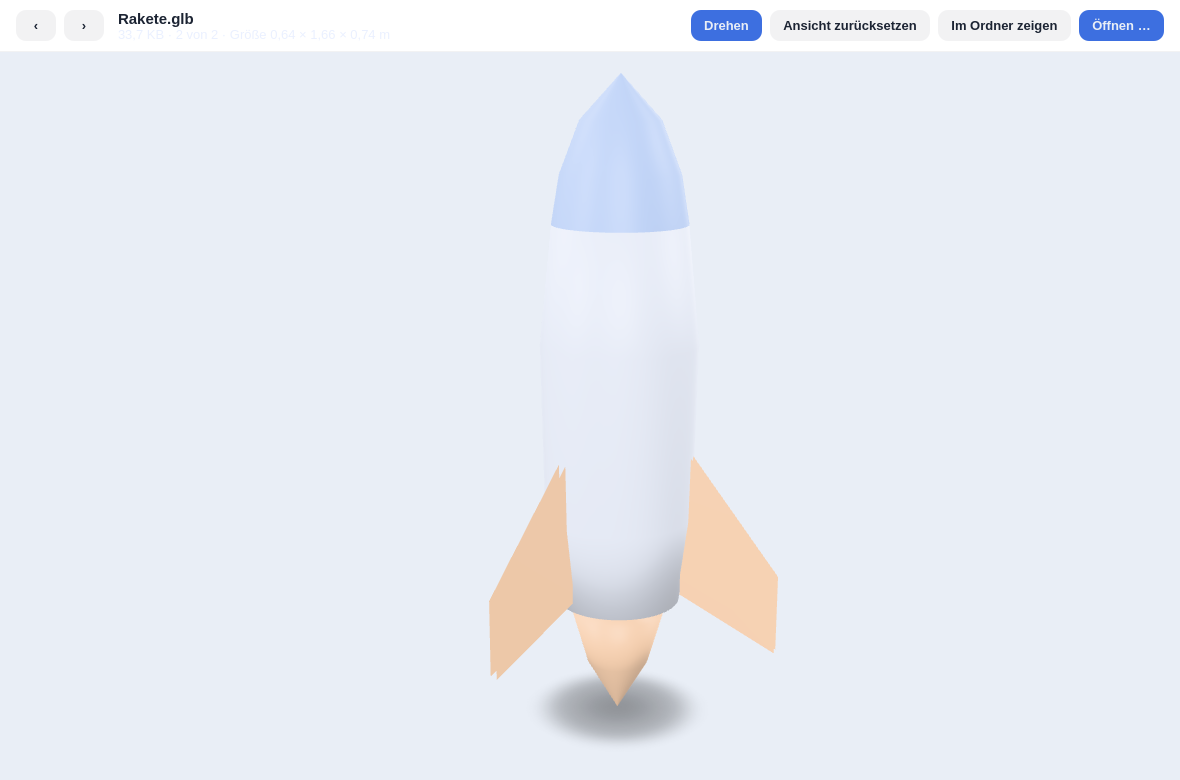 ‹ › Rakete.glb Drehen Ansicht zurücksetzen Im Ordner zeigen Öffnen …
33,7 KB · 2 von 2 · Größe 0,64 × 1,66 × 0,74 m